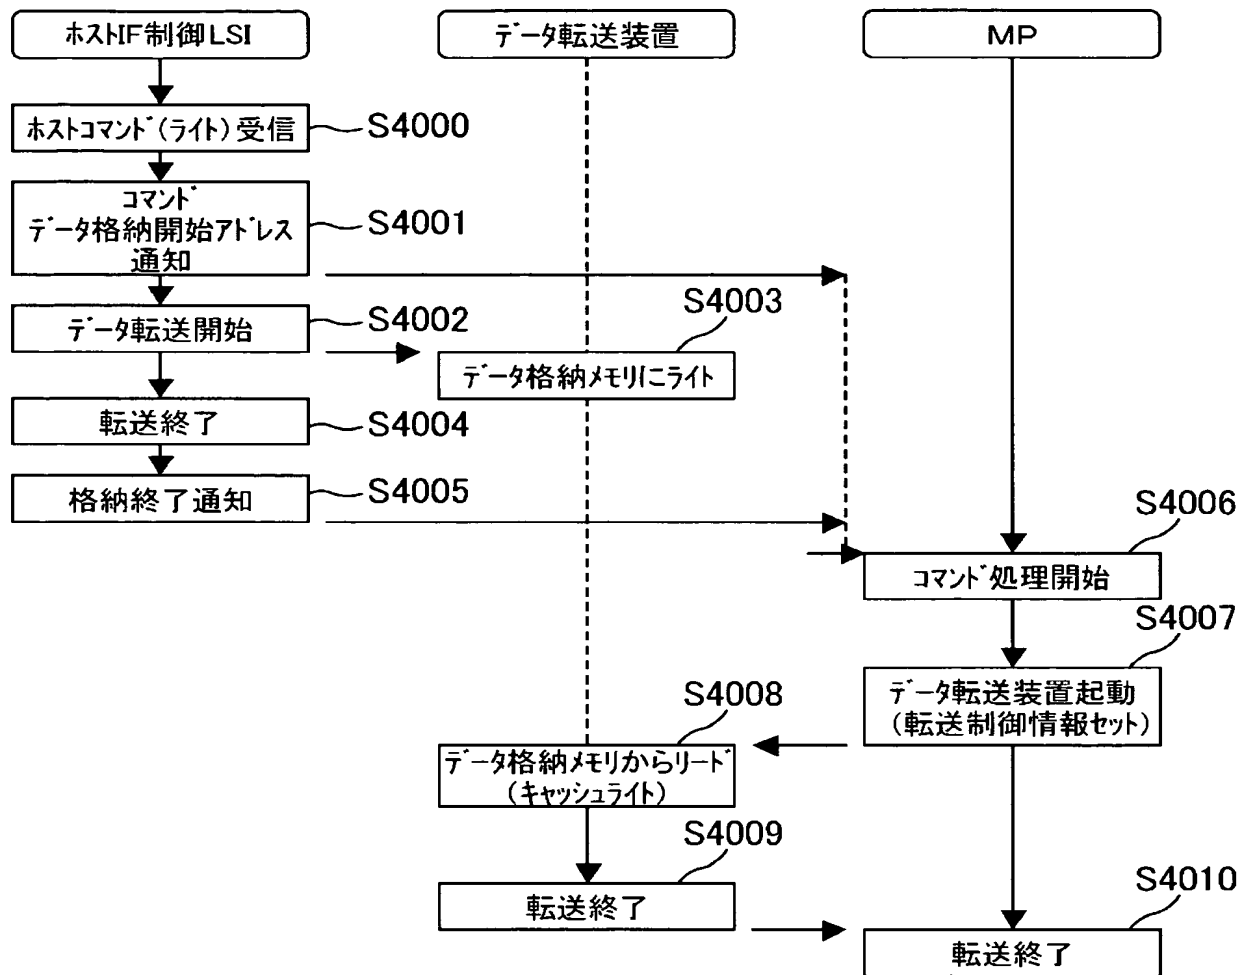 ホストIF制御LSI
データ転送装置
MP
ホストコマンド(ライト)受信
S4000
コマンド
データ格納開始アドレス
通知
S4001
データ転送開始
S4002
S4003
データ格納メモリにライト
転送終了
S4004
格納終了通知
S4005
S4006
コマンド処理開始
S4007
データ転送装置起動
(転送制御情報セット)
S4008
データ格納メモリからリード
(キャッシュライト)
S4009
転送終了
S4010
転送終了